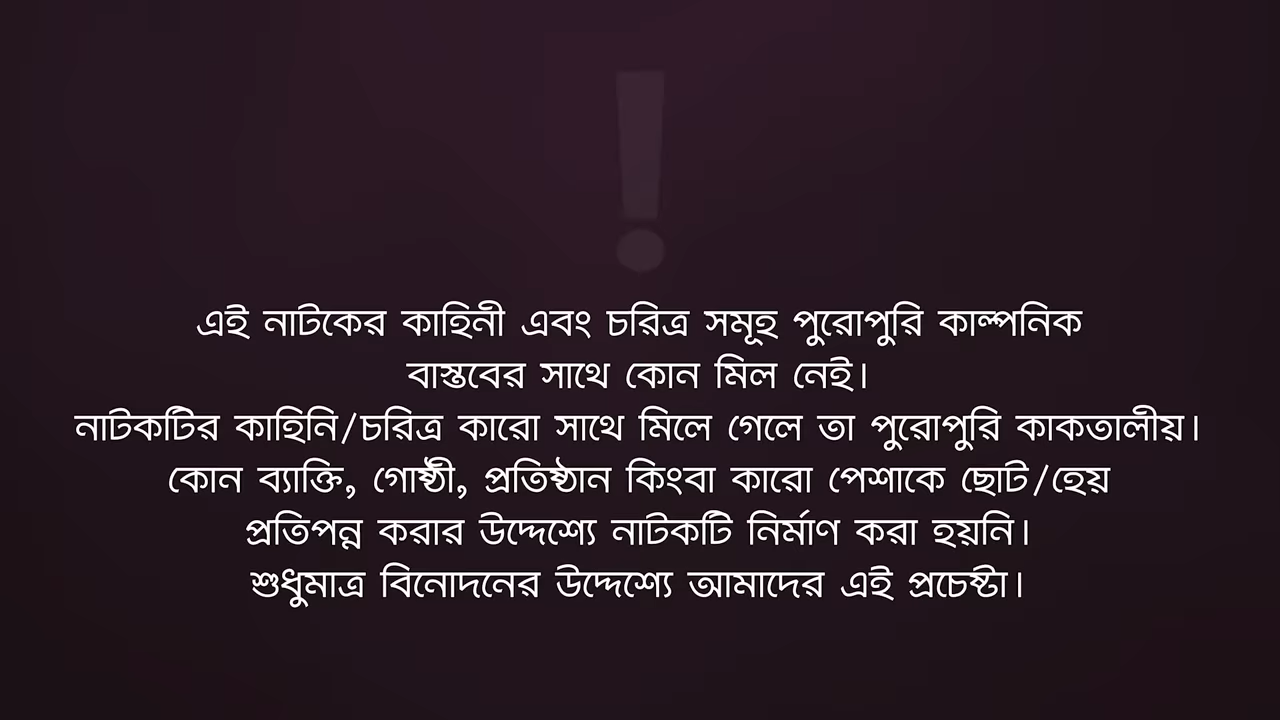 এই নাটকের কাহিনী এবং চরিত্র সমূহ পুরোপুরি কাল্পনিক
বাস্তবের সাথে কোন মিল নেই।
নাটকটির কাহিনি/চরিত্র কারো সাথে মিলে গেলে তা পুরোপুরি কাকতালীয়।
কোন ব্যাক্তি, গোষ্ঠী, প্রতিষ্ঠান কিংবা কারো পেশাকে ছোট/হেয়
প্রতিপন্ন করার উদ্দেশ্যে নাটকটি নির্মাণ করা হয়নি।
শুধুমাত্র বিনোদনের উদ্দেশ্যে আমাদের এই প্রচেষ্টা।